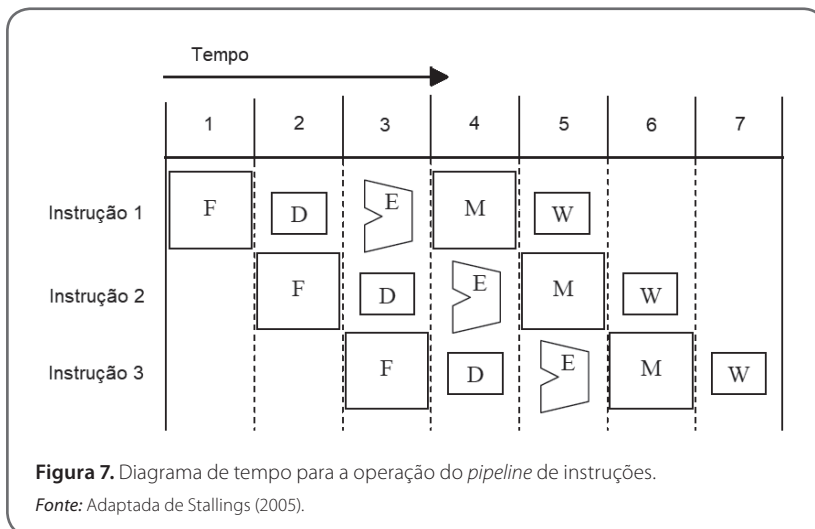 Tempo
1 2 3 4 5 6 7
Instrução 1 F D E M W
Instrução 2 F D E M W
Instrução 3 F D E M W
Figura 7. Diagrama de tempo para a operação do pipeline de instruções.
Fonte: Adaptada de Stallings (2005).